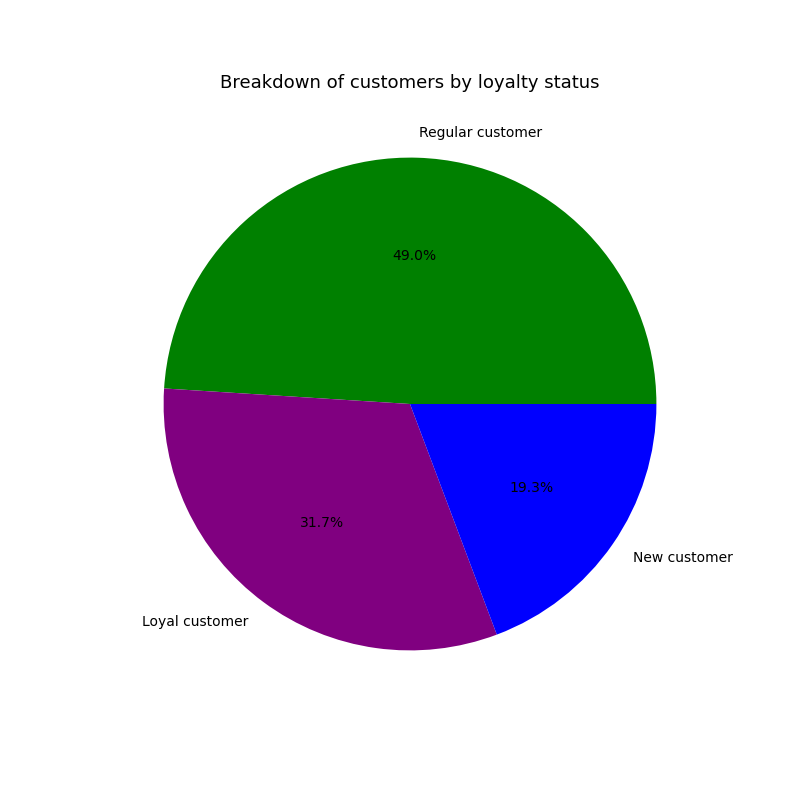 Breakdown of customers by loyalty status
Regular customer
49.0%
31.7%
19.3%
Loyal customer
New customer